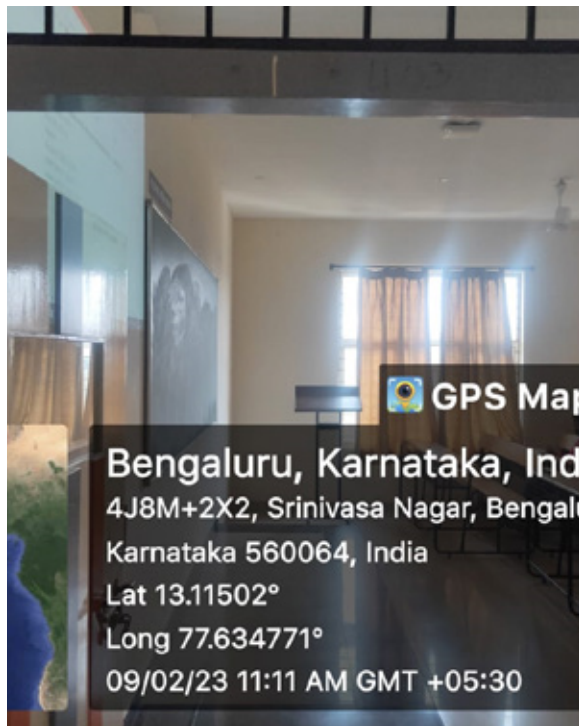 1103
GPS Map
Bengaluru, Karnataka, Ind
4J8M+2X2, Srinivasa Nagar, Bengalu
Karnataka 560064, India
Lat 13.11502°
Long 77.634771°
09/02/23 11:11 AM GMT +05:30